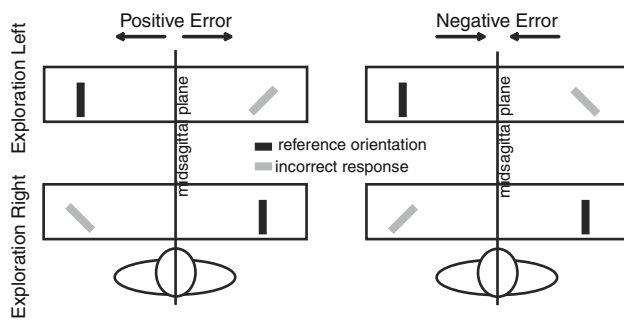 Positive Error
Negative Error
Exploration Left
midsagittal plane
midsagittal plane
reference orientation
incorrect response
Exploration Right